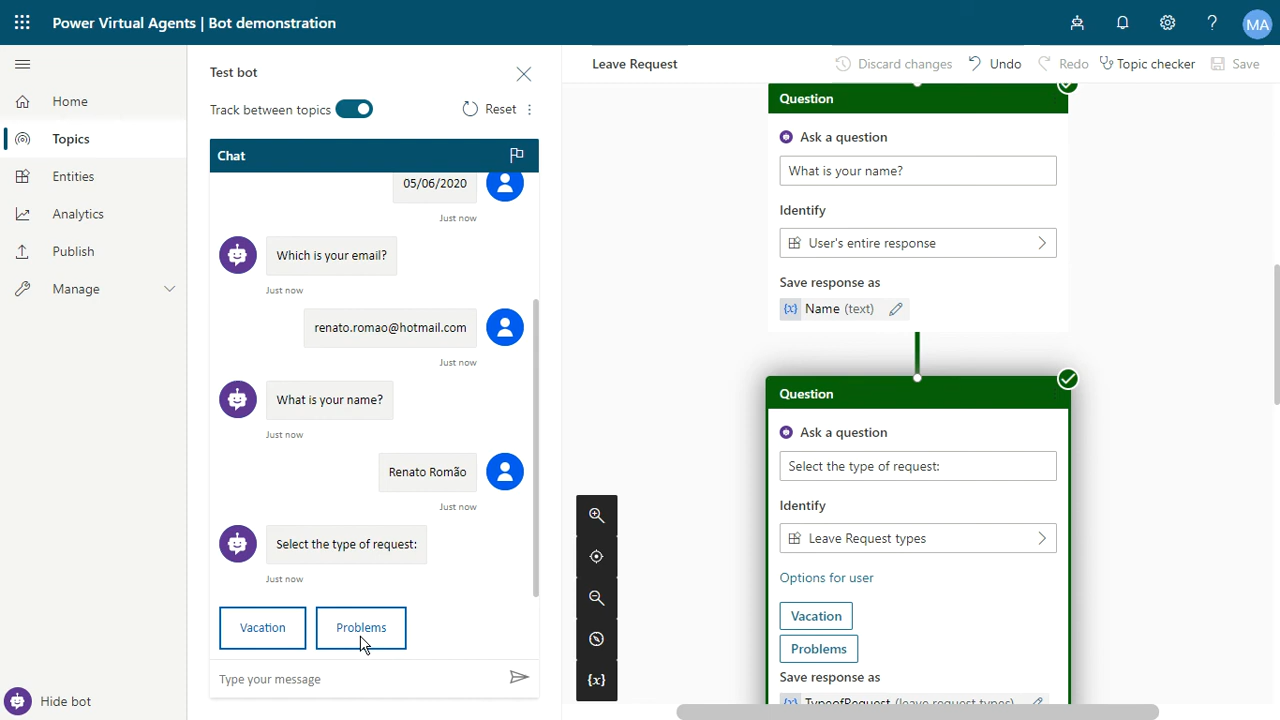 Power Virtual Agents | Bot demonstration
MA
Home
Topics
Entities
Analytics
Publish
Manage
Hide bot
Test bot
Track between topics
Reset
Chat
05/06/2020
Just now
Which is your email?
Just now
renato.romao@hotmail.com
Just now
What is your name?
Just now
Renato Romão
Just now
Select the type of request:
Just now
Vacation
Problems
Type your message
Leave Request
Discard changes
Undo
Redo
Topic checker
Save
Question
Ask a question
What is your name?
Identify
User's entire response
Save response as
{x} Name (text)
Question
Ask a question
Select the type of request:
Identify
Leave Request types
Options for user
Vacation
Problems
Save response as
{x} TypeofRequest (leave request types)
{x}